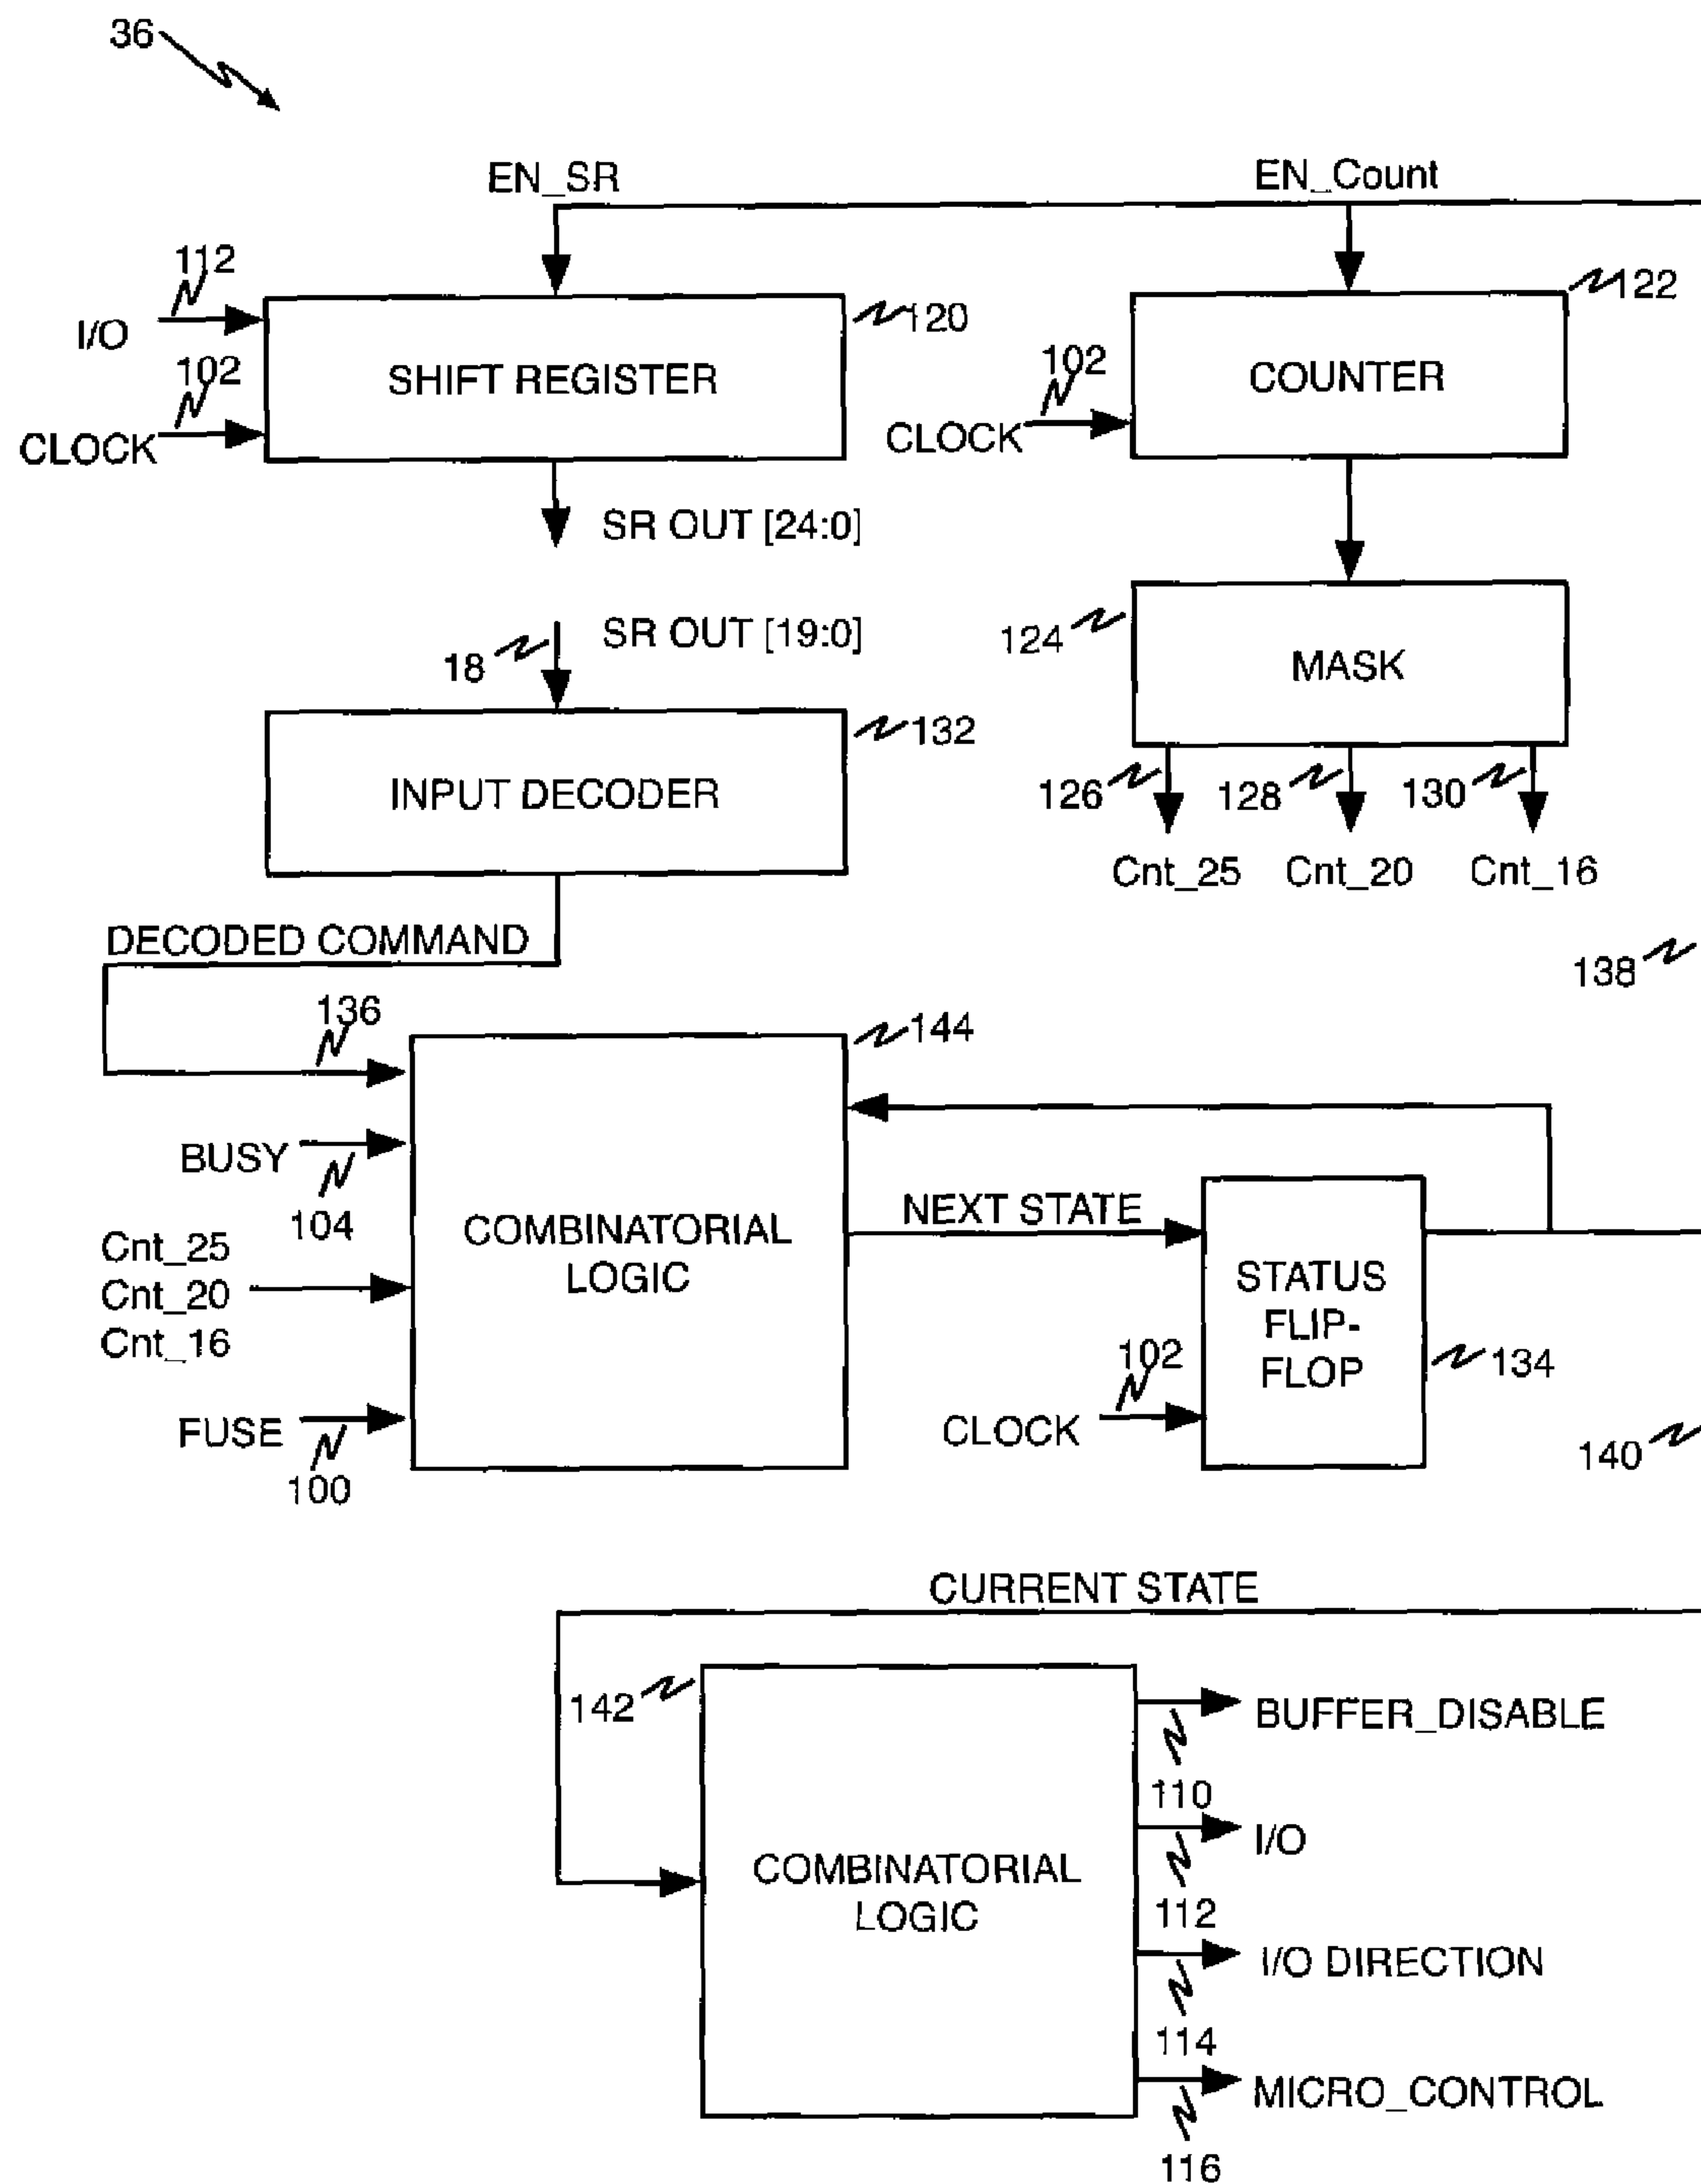 36
EN_SR
EN_Count
112
I/O
102
CLOCK
SHIFT REGISTER
120
102
CLOCK
COUNTER
122
SR OUT [24:0]
18
SR OUT [19:0]
124
MASK
INPUT DECODER
132
126
128
130
Cnt_25
Cnt_20
Cnt_16
DECODED COMMAND
138
136
144
BUSY
104
Cnt_25
Cnt_20
Cnt_16
FUSE
100
COMBINATORIAL
LOGIC
NEXT STATE
STATUS
FLIP-
FLOP
102
CLOCK
134
140
CURRENT STATE
142
COMBINATORIAL
LOGIC
BUFFER_DISABLE
110
I/O
112
I/O DIRECTION
114
MICRO_CONTROL
116